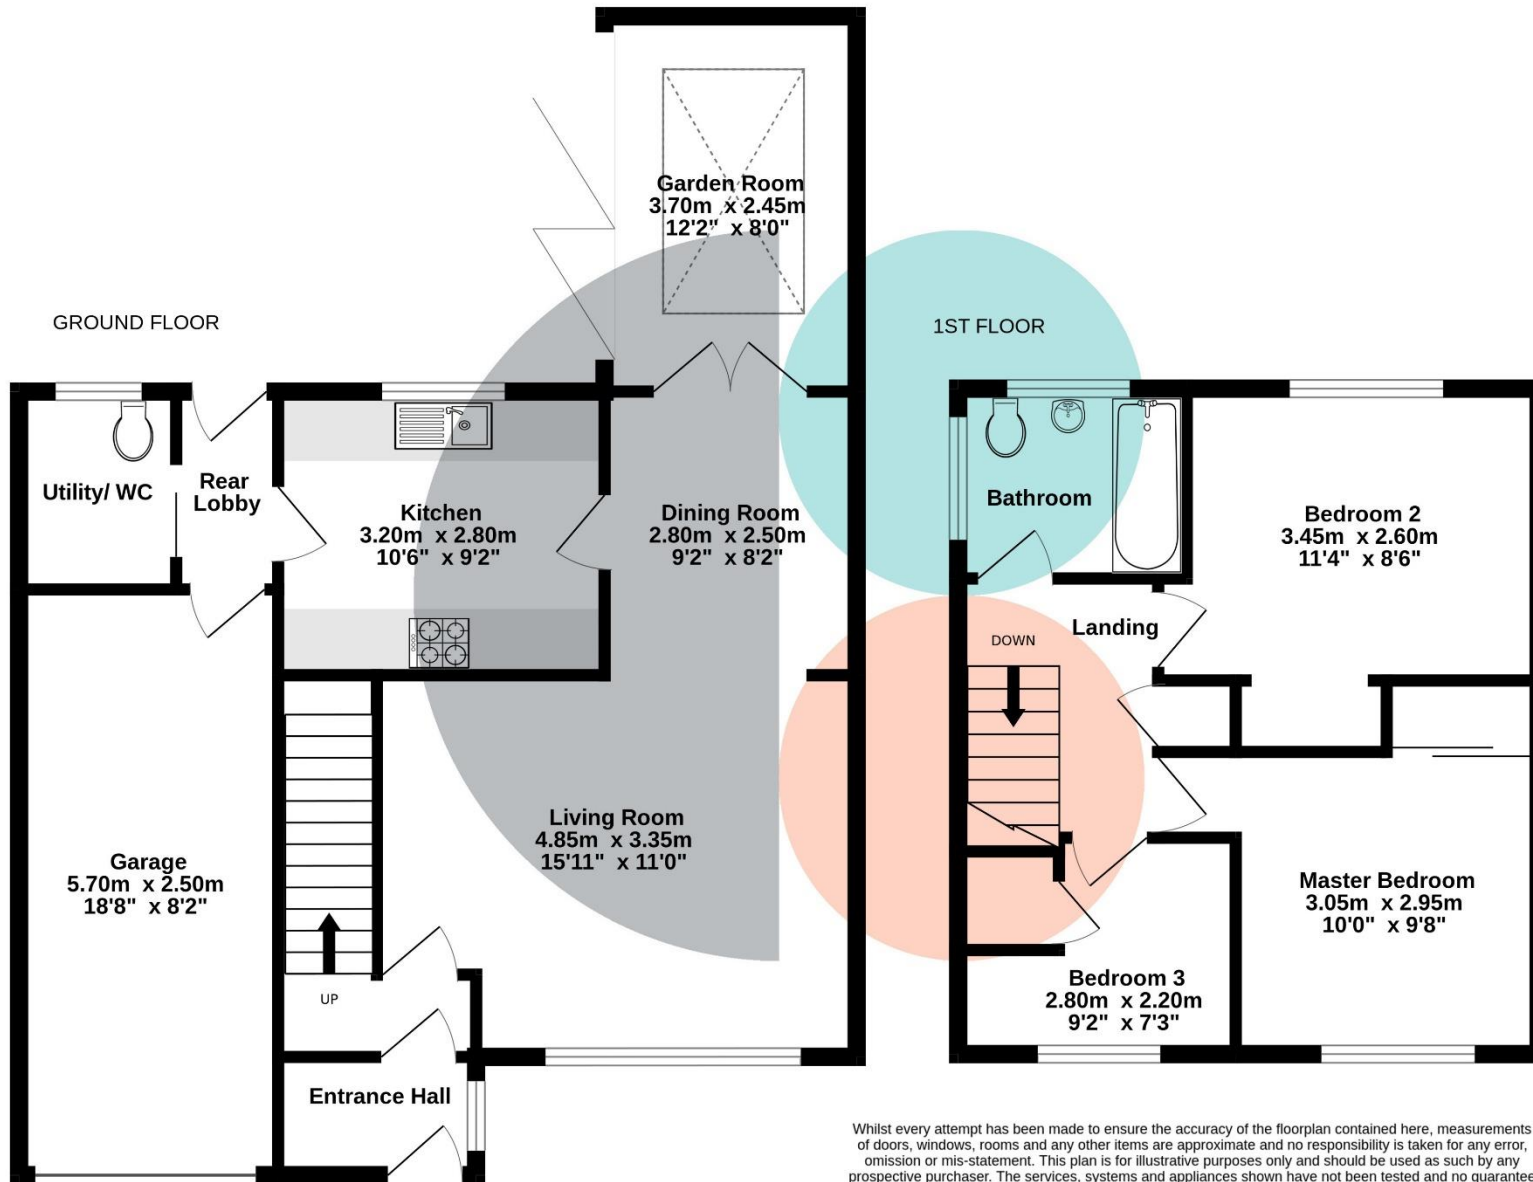 GROUND FLOOR
1ST FLOOR
Garden Room
3.70m x 2.45m
12'2" x 8'0"
Utility/ WC
Rear
Lobby
Kitchen
3.20m x 2.80m
10'6" x 9'2"
Dining Room
2.80m x 2.50m
9'2" x 8'2"
Living Room
4.85m x 3.35m
15'11" x 11'0"
Garage
5.70m x 2.50m
18'8" x 8'2"
UP
Entrance Hall
Bathroom
Bedroom 2
3.45m x 2.60m
11'4" x 8'6"
Landing
DOWN
Master Bedroom
3.05m x 2.95m
10'0" x 9'8"
Bedroom 3
2.80m x 2.20m
9'2" x 7'3"
Whilst every attempt has been made to ensure the accuracy of the floorplan contained here, measurements
of doors, windows, rooms and any other items are approximate and no responsibility is taken for any error,
omission or mis-statement. This plan is for illustrative purposes only and should be used as such by any
prospective purchaser. The services, systems and appliances shown have not been tested and no guarantee